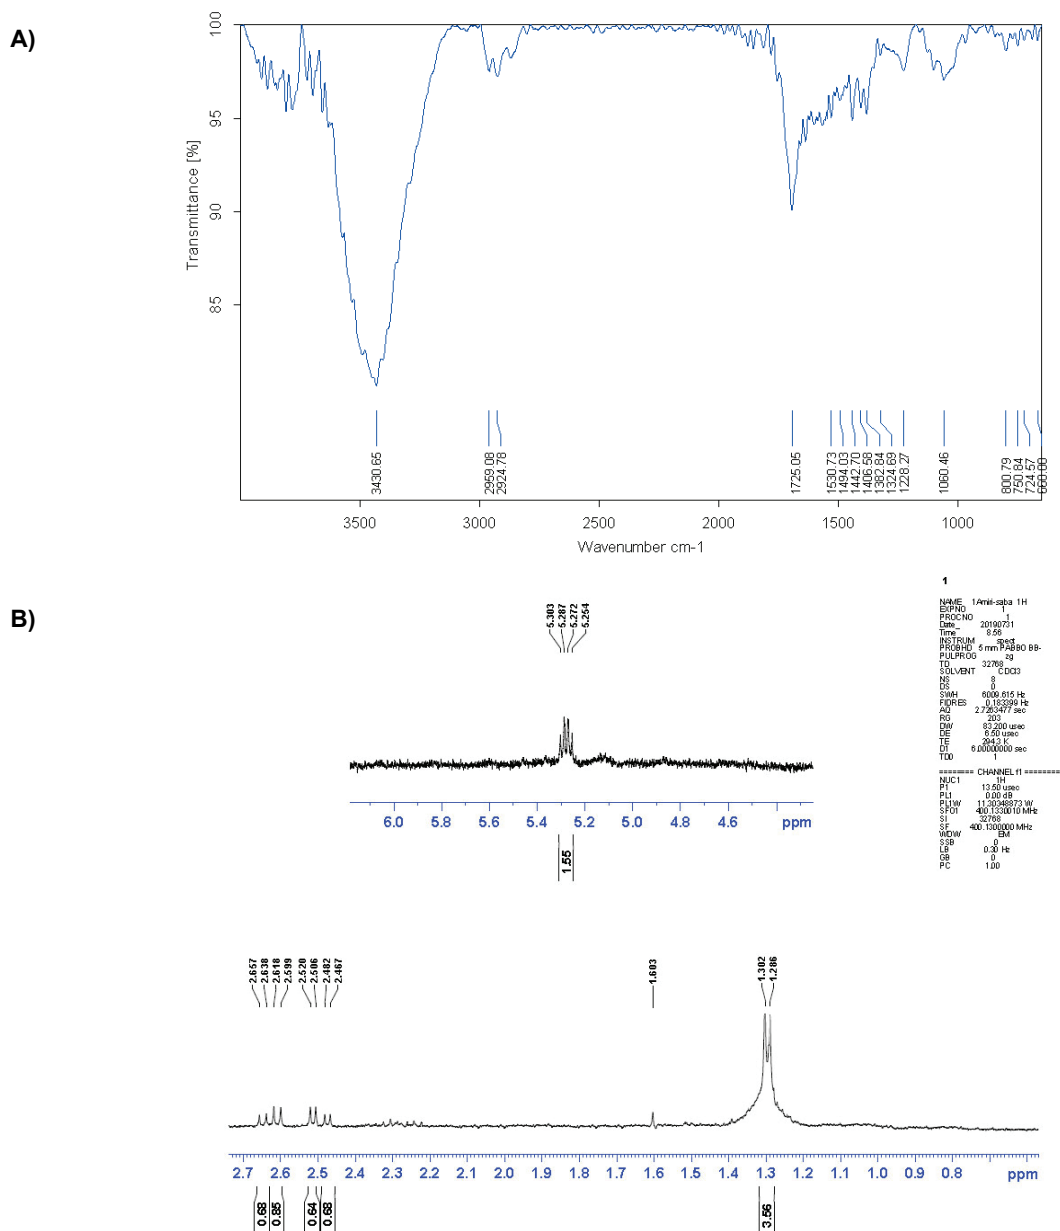 A)
100
95
90
85
Transmittance [%]
3430.65
2959.08
2924.78
1725.05
1530.73
1494.03
1442.70
1406.58
1382.84
1324.69
1228.27
1060.46
800.79
750.84
724.57
660.00
3500 3000 2500 2000 1500 1000
Wavenumber cm-1
B)
5.303
5.287
5.272
5.254
6.0 5.8 5.6 5.4 5.2 5.0 4.8 4.6 ppm
1.55
1
NAME 1Amiri-saba 1H
EXPNO 1
PROCNO 1
Date_ 20190731
Time 8.56
INSTRUM spect
PROBHD 5 mm PABBO BB-
PULPROG zg
TD 32768
SOLVENT CDCl3
NS 8
DS 0
SWH 6009.615 Hz
FIDRES 0.183399 Hz
AQ 2.7263477 sec
RG 203
DW 83.200 usec
DE 6.50 usec
TE 294.3 K
D1 6.00000000 sec
TD0 1
======== CHANNEL f1 ========
NUC1 1H
P1 13.50 usec
PL1 0.00 dB
PL1W 11.30348873 W
SFO1 400.1330010 MHz
SI 32768
SF 400.1300000 MHz
WDW EM
SSB 0
LB 0.30 Hz
GB 0
PC 1.00
2.657
2.638
2.618
2.599
2.520
2.506
2.482
2.467
1.603
1.302
1.286
2.7 2.6 2.5 2.4 2.3 2.2 2.1 2.0 1.9 1.8 1.7 1.6 1.5 1.4 1.3 1.2 1.1 1.0 0.9 0.8 ppm
0.68
0.85
0.64
0.68
3.56